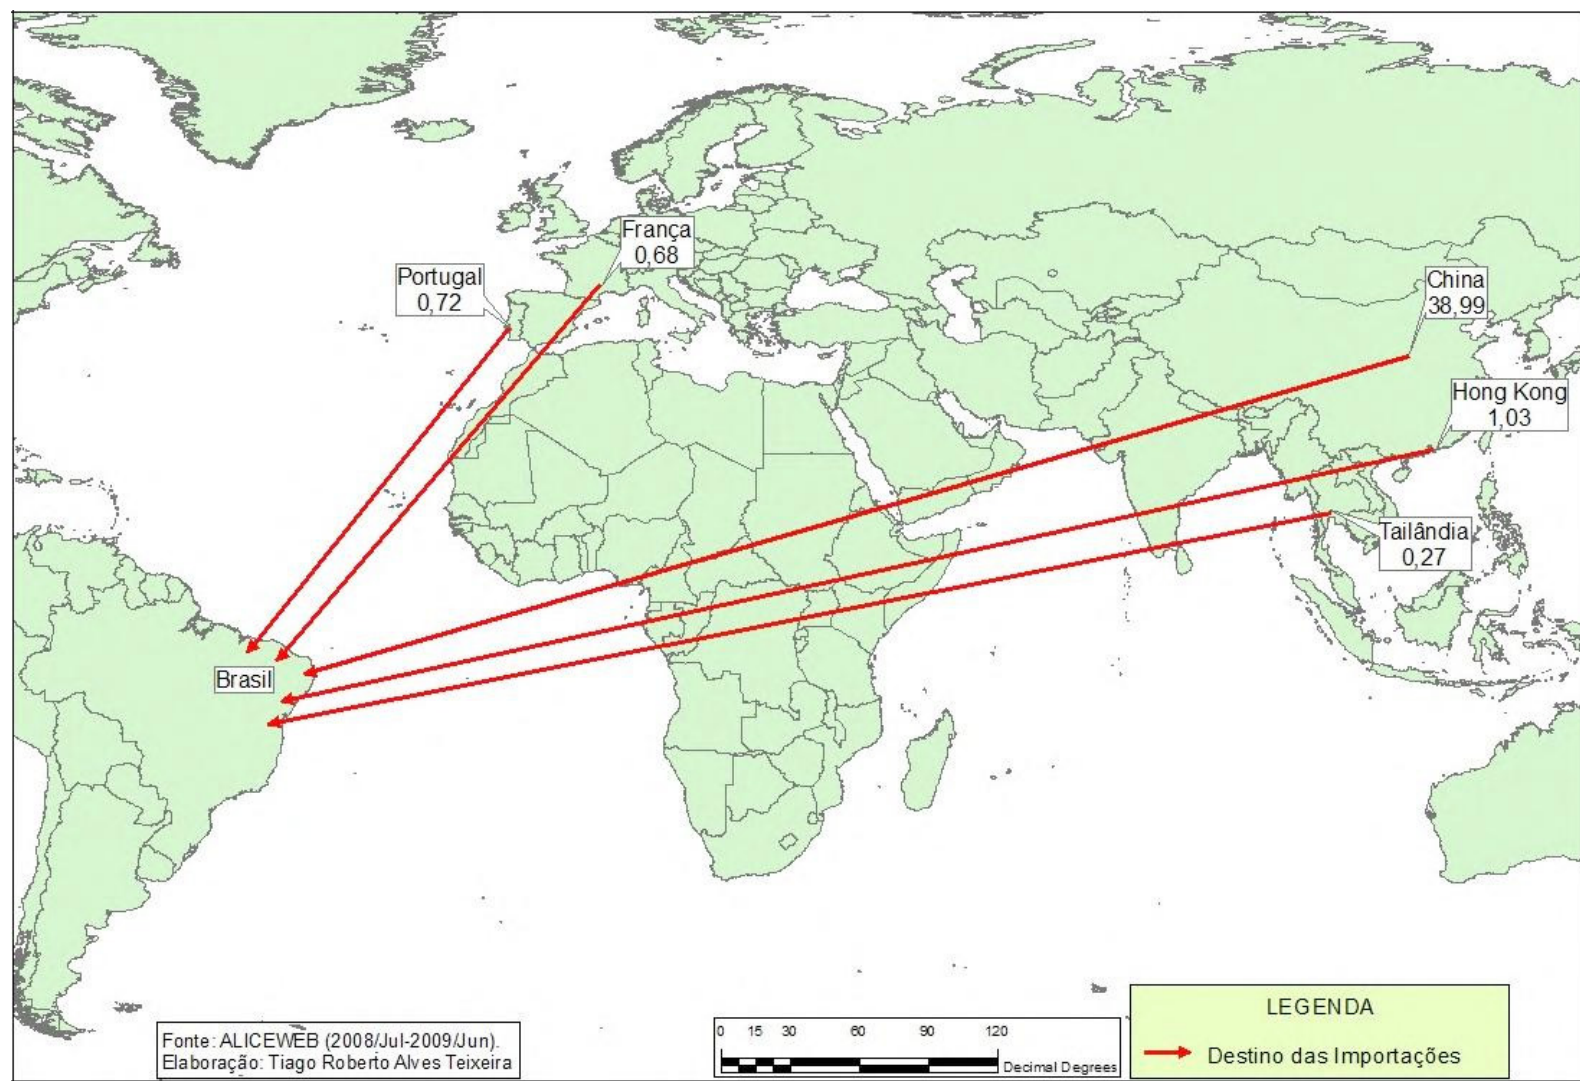 França
0,68
Portugal
0,72
China
38,99
Hong Kong
1,03
Tailândia
0,27
Brasil
Fonte: ALICEWEB (2008/Jul-2009/Jun).
Elaboração: Tiago Roberto Alves Teixeira
0 15 30 60 90 120
Decimal Degrees
LEGENDA
Destino das Importações